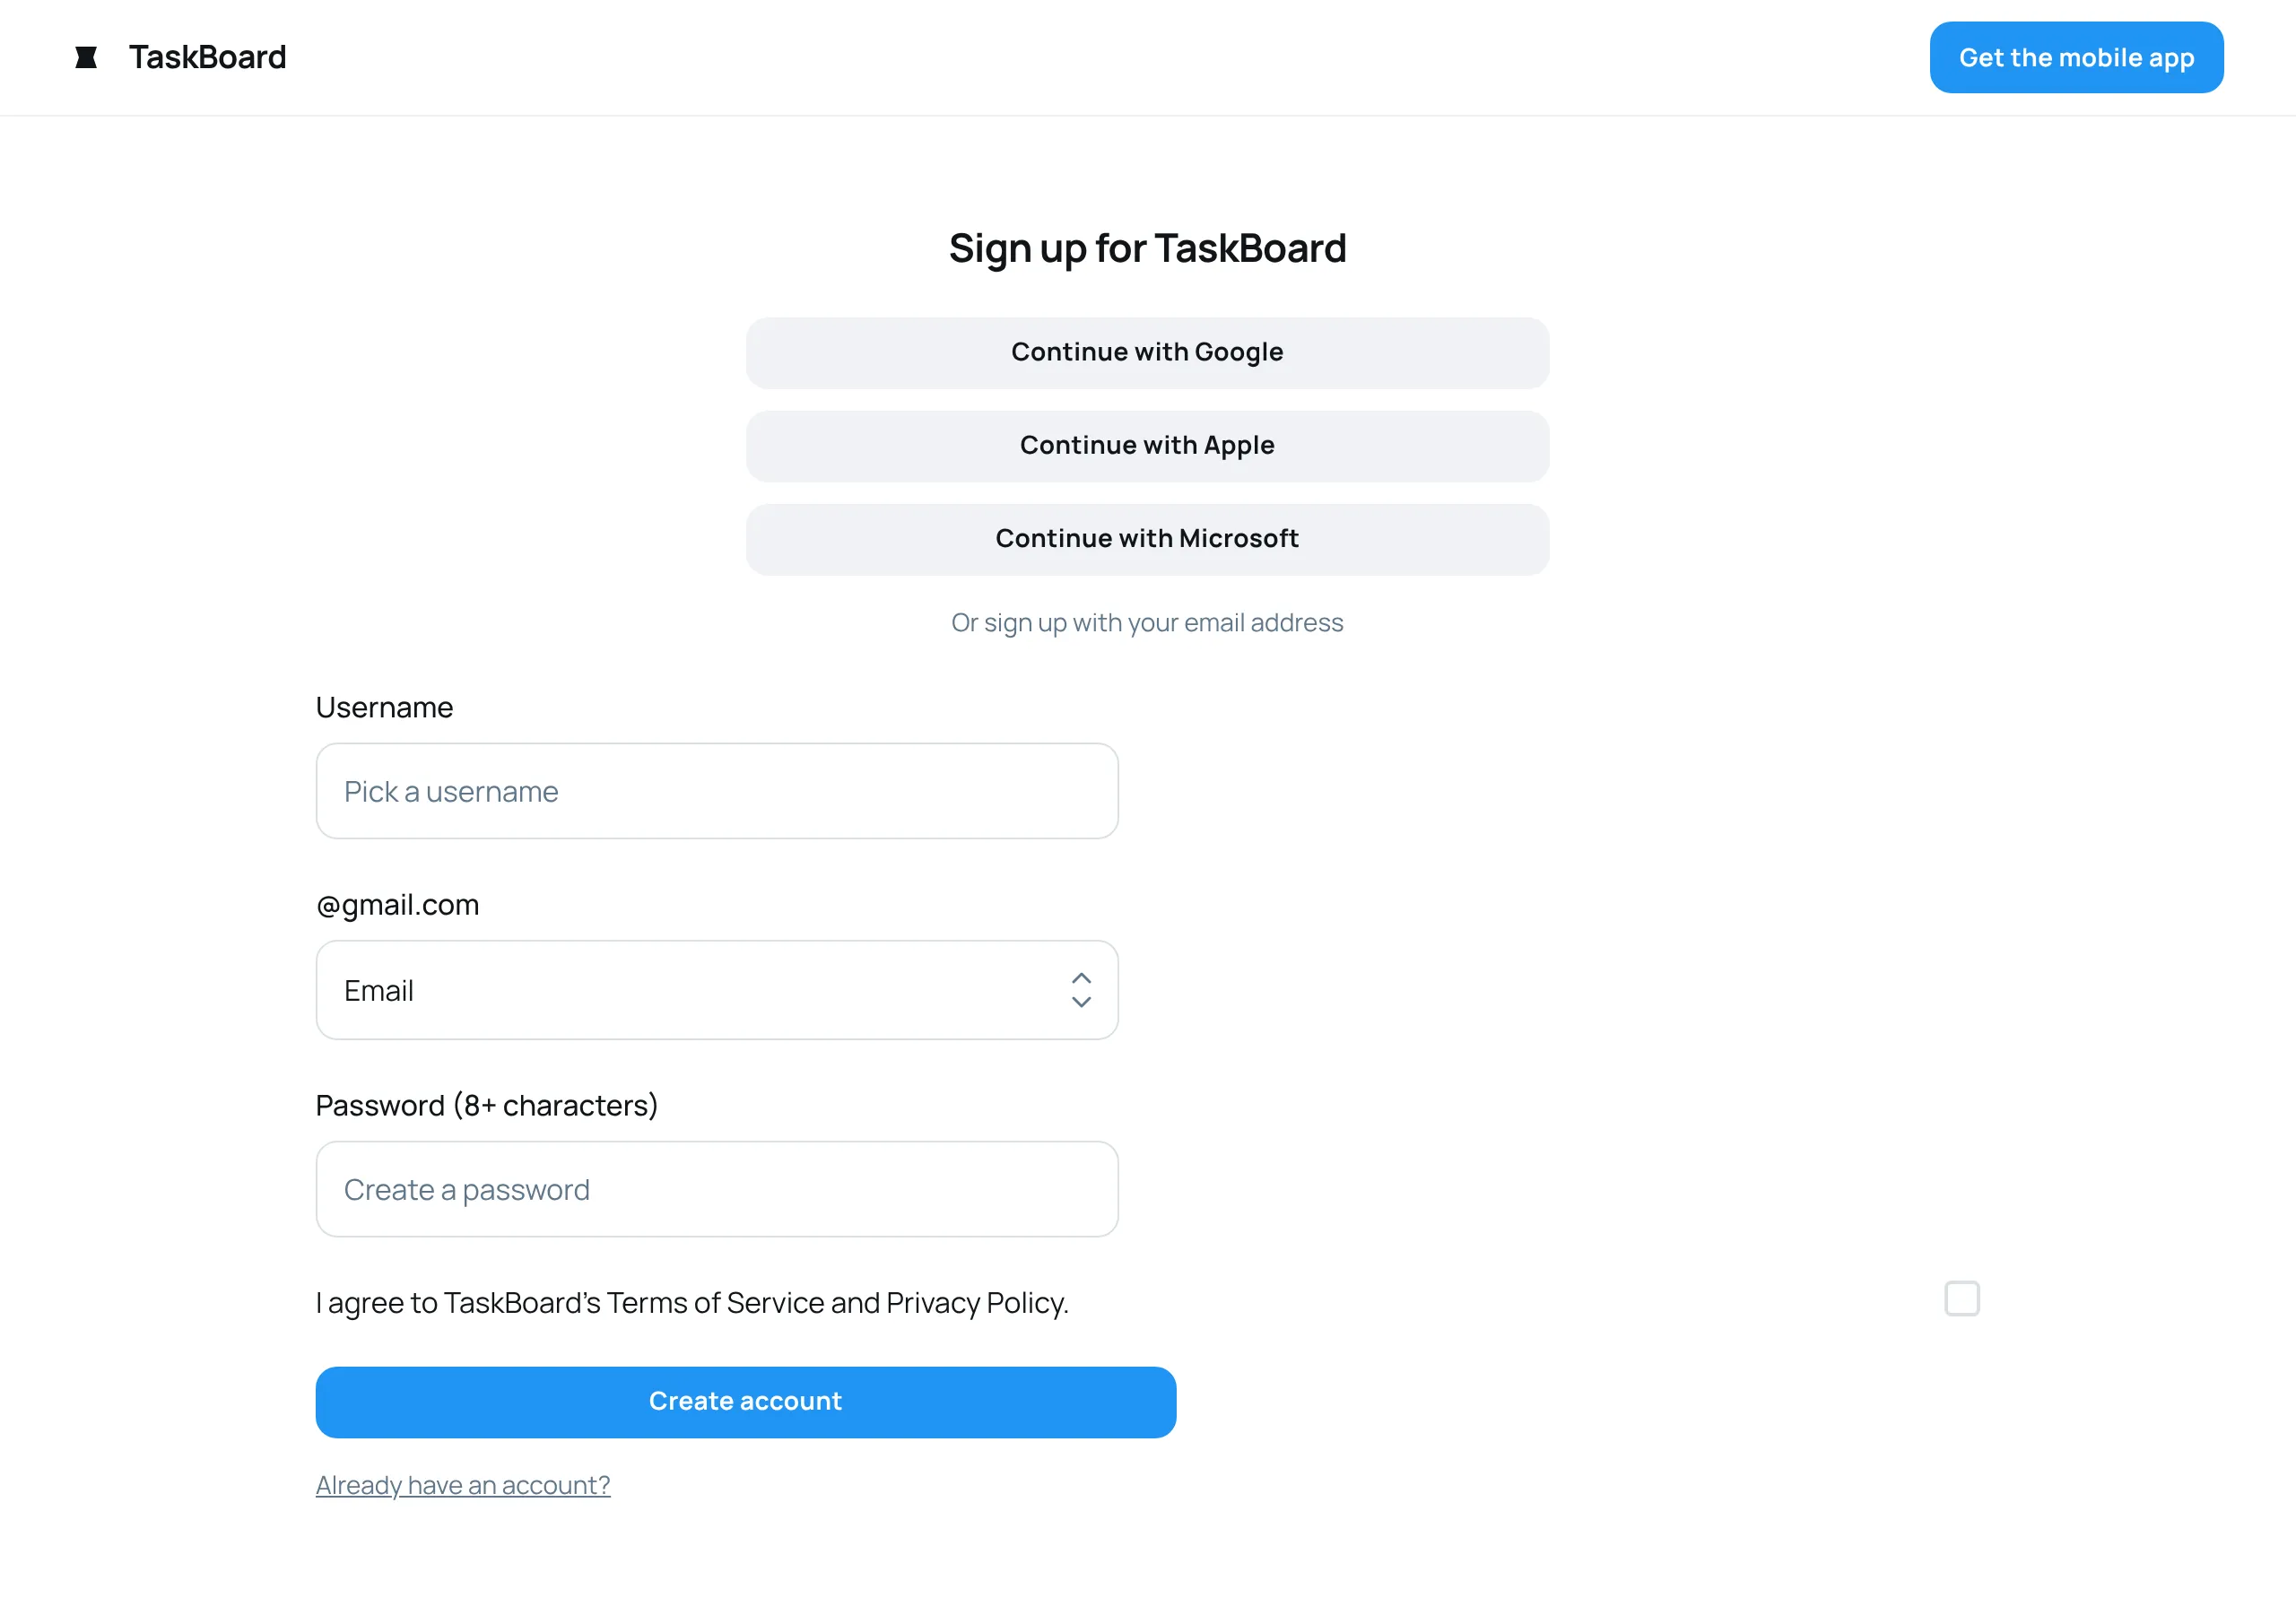 TaskBoard
Get the mobile app
Sign up for TaskBoard
Continue with Google
Continue with Apple
Continue with Microsoft
Or sign up with your email address
Username
Pick a username
@gmail.com
Email
Password (8+ characters)
Create a password
I agree to TaskBoard's Terms of Service and Privacy Policy.
Create account
Already have an account?